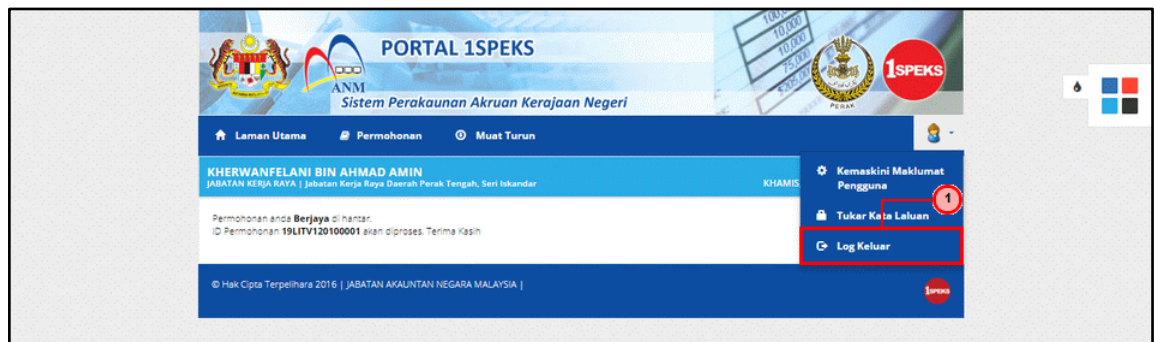 PORTAL 1SPEKS
ANM
Sistem Perakaunan Akruan Kerajaan Negeri
PERAK
1SPEKS
Laman Utama
Permohonan
Muat Turun
KHERWANFELANI BIN AHMAD AMIN
JABATAN KERJA RAYA | Jabatan Kerja Raya Daerah Perak Tengah, Seri Iskandar
KHAMIS
Kemaskini Maklumat
Pengguna
1
Tukar Kata Laluan
Log Keluar
Permohonan anda Berjaya di hantar.
ID Permohonan 19LITV120100001 akan diproses. Terima Kasih
© Hak Cipta Terpelihara 2016 | JABATAN AKAUNTAN NEGARA MALAYSIA |
1SPEKS